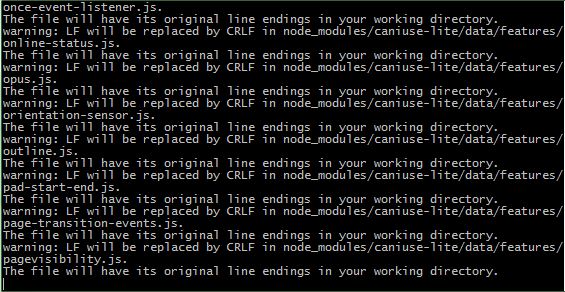 once-event-listener.js.
The file will have its original line endings in your working directory.
warning: LF will be replaced by CRLF in node_modules/caniuse-lite/data/features/
online-status.js.
The file will have its original line endings in your working directory.
warning: LF will be replaced by CRLF in node_modules/caniuse-lite/data/features/
opus.js.
The file will have its original line endings in your working directory.
warning: LF will be replaced by CRLF in node_modules/caniuse-lite/data/features/
orientation-sensor.js.
The file will have its original line endings in your working directory.
warning: LF will be replaced by CRLF in node_modules/caniuse-lite/data/features/
outline.js.
The file will have its original line endings in your working directory.
warning: LF will be replaced by CRLF in node_modules/caniuse-lite/data/features/
pad-start-end.js.
The file will have its original line endings in your working directory.
warning: LF will be replaced by CRLF in node_modules/caniuse-lite/data/features/
page-transition-events.js.
The file will have its original line endings in your working directory.
warning: LF will be replaced by CRLF in node_modules/caniuse-lite/data/features/
pagevisibility.js.
The file will have its original line endings in your working directory.